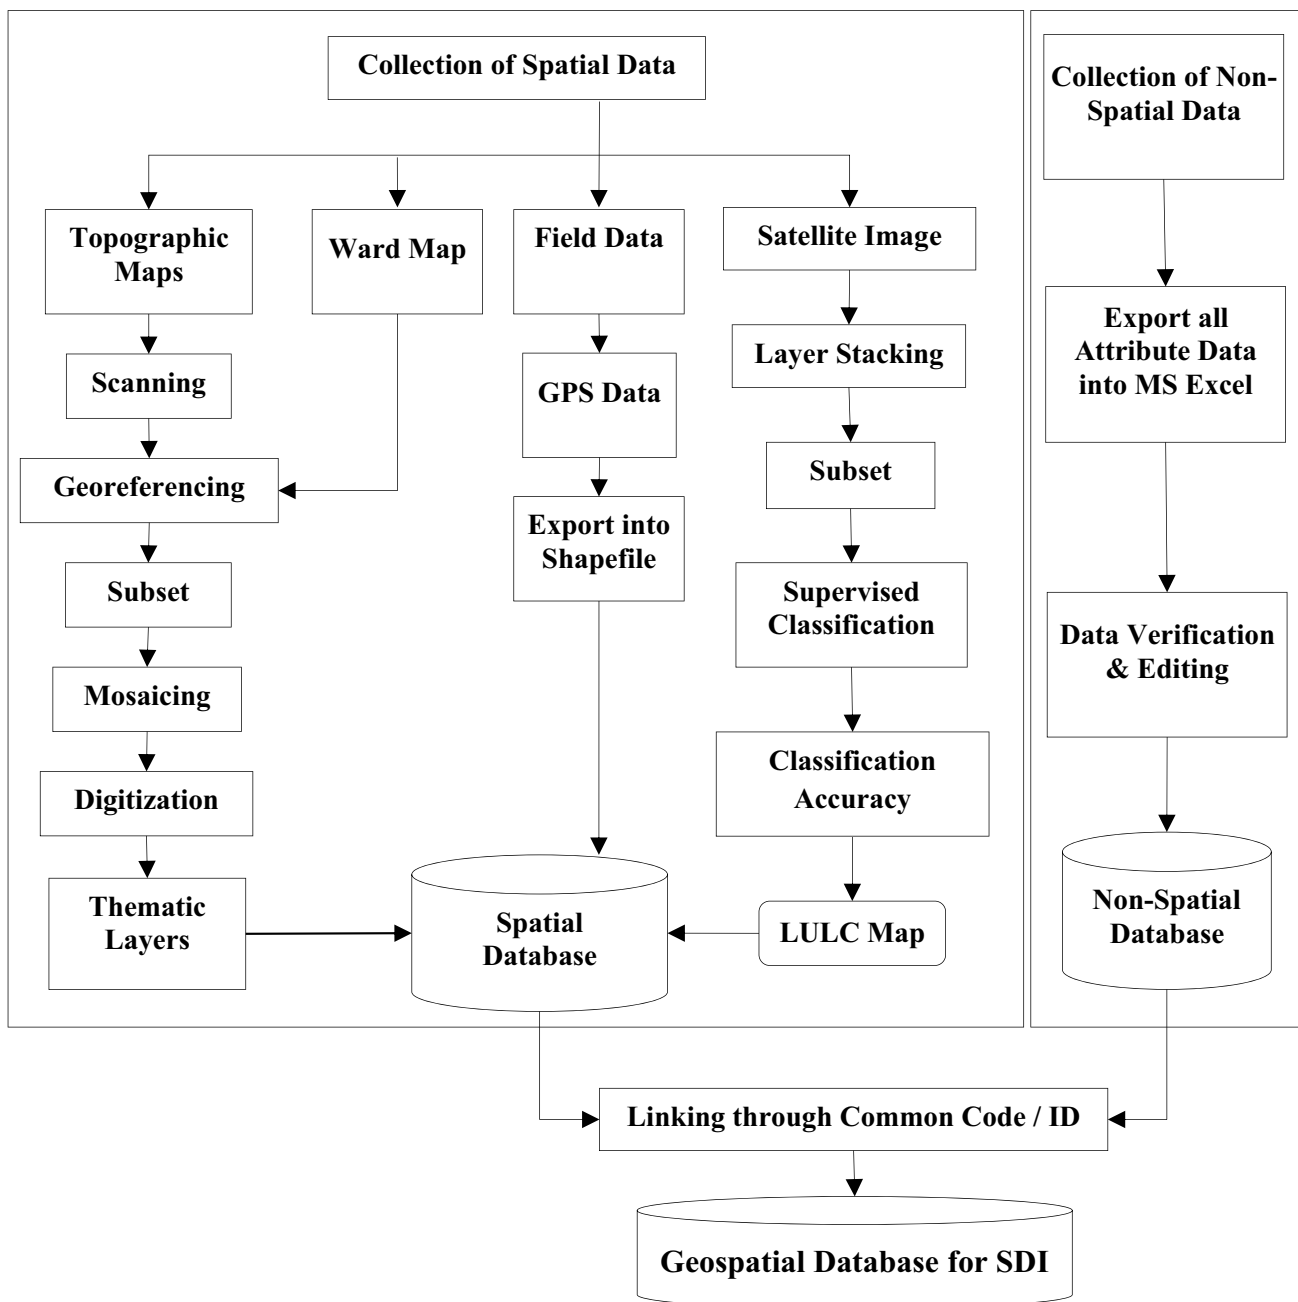 Collection of Spatial Data
Collection of Non-
Spatial Data
Topographic
Maps
Ward Map
Field Data
Satellite Image
Scanning
GPS Data
Layer Stacking
Export all
Attribute Data
into MS Excel
Georeferencing
Export into
Shapefile
Subset
Subset
Supervised
Classification
Data Verification
& Editing
Mosaicing
Classification
Accuracy
Digitization
Thematic
Layers
Spatial
Database
LULC Map
Non-Spatial
Database
Linking through Common Code / ID
Geospatial Database for SDI